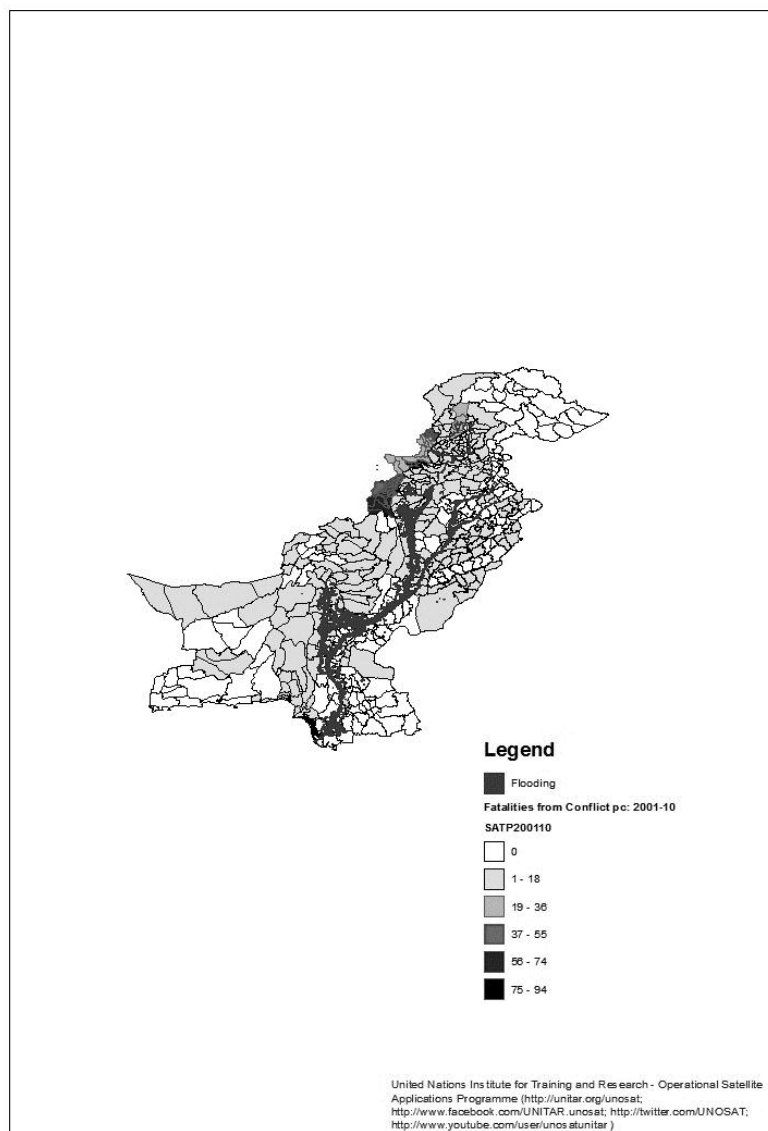 Legend
Flooding
Fatalities from Conflict pc: 2001-10
SATP200110
0
1 - 18
19 - 36
37 - 55
56 - 74
75 - 94
United Nations Institute for Training and Research - Operational Satellite
Applications Programme (http://unitar.org/unosat;
http://www.facebook.com/UNITAR.unosat; http://twitter.com/UNOSAT;
http://www.youtube.com/user/unosatunitar )